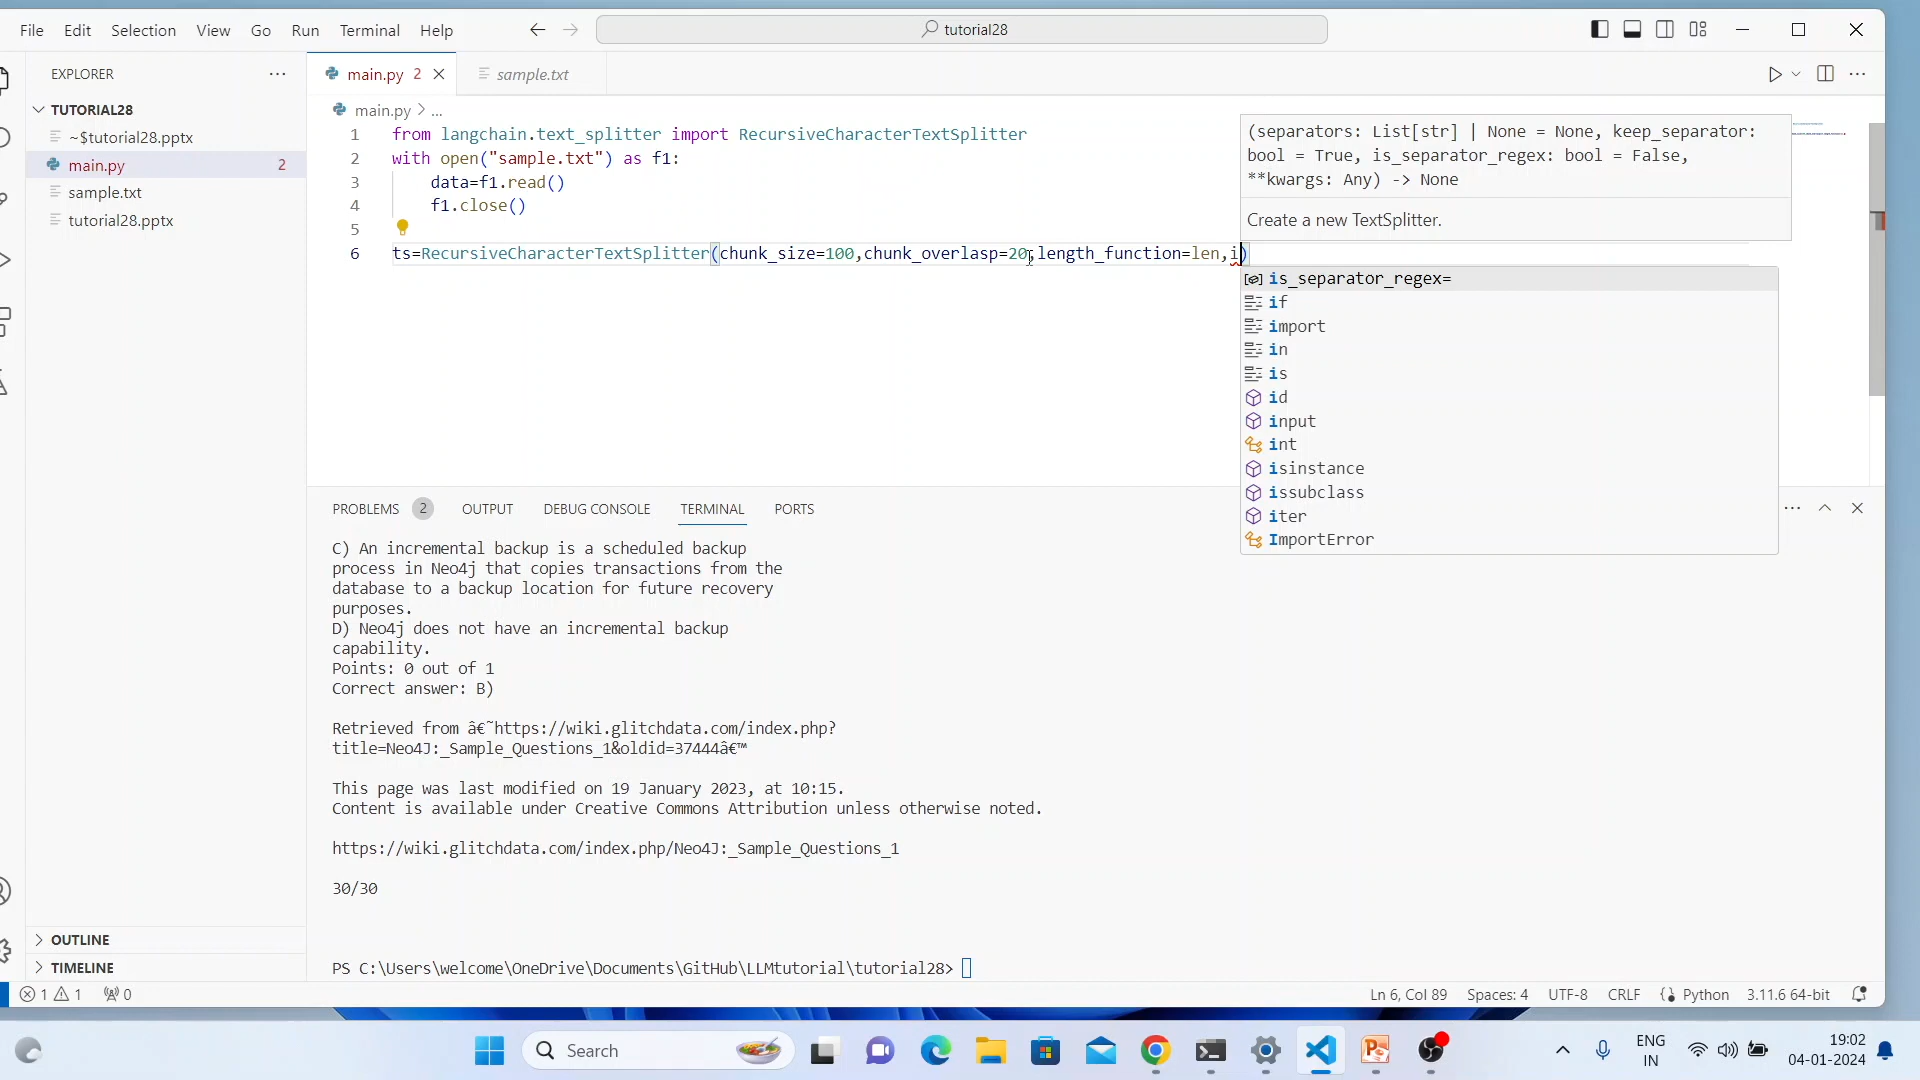 File Edit Selection View Go Run Terminal Help
tutorial28
EXPLORER
main.py 2
sample.txt
TUTORIAL28
~$tutorial28.pptx
main.py 2
sample.txt
tutorial28.pptx
main.py > ...
1 from langchain.text_splitter import RecursiveCharacterTextSplitter
2 with open("sample.txt") as f1:
3 data=f1.read()
4 f1.close()
5
6 ts=RecursiveCharacterTextSplitter(chunk_size=100,chunk_overlasp=20,length_function=len,i)
(separators: List[str] | None = None, keep_separator:
bool = True, is_separator_regex: bool = False,
**kwargs: Any) -> None
Create a new TextSplitter.
is_separator_regex=
if
import
in
is
id
input
int
isinstance
issubclass
iter
ImportError
PROBLEMS 2 OUTPUT DEBUG CONSOLE TERMINAL PORTS
C) An incremental backup is a scheduled backup
process in Neo4j that copies transactions from the
database to a backup location for future recovery
purposes.
D) Neo4j does not have an incremental backup
capability.
Points: 0 out of 1
Correct answer: B)
Retrieved from â€˜https://wiki.glitchdata.com/index.php?
title=Neo4J:_Sample_Questions_1&oldid=37444â€™
This page was last modified on 19 January 2023, at 10:15.
Content is available under Creative Commons Attribution unless otherwise noted.
https://wiki.glitchdata.com/index.php/Neo4J:_Sample_Questions_1
30/30
PS C:\Users\welcome\OneDrive\Documents\GitHub\LLMtutorial\tutorial28>
OUTLINE
TIMELINE
1 1 0
Ln 6, Col 89 Spaces: 4 UTF-8 CRLF Python 3.11.6 64-bit
Search
ENG
IN
19:02
04-01-2024